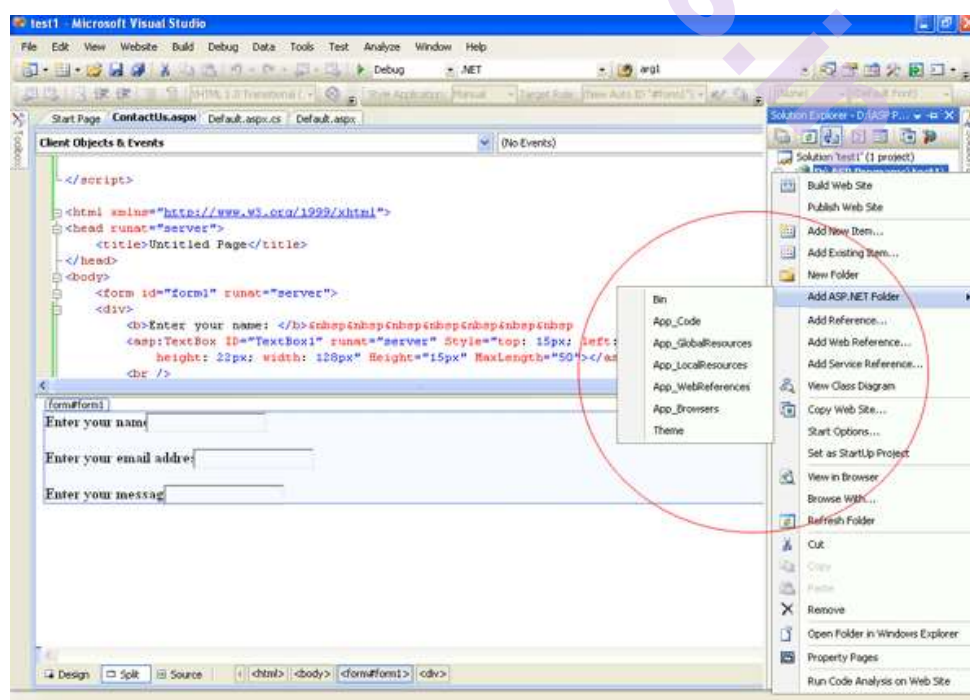 test1 - Microsoft Visual Studio
File Edit View Website Build Debug Data Tools Test Analyze Window Help
Debug .NET arg1
Start Page ContactUs.aspx Default.aspx.cs Default.aspx
Solution Explorer - D:\ASP P...
Toolbox
Client Objects & Events (No Events)
Solution 'test1' (1 project)
</script>
<html xmlns="http://www.w3.org/1999/xhtml">
<head runat="server">
<title>Untitled Page</title>
</head>
<body>
<form id="form1" runat="server">
<div>
<b>Enter your name: </b>&nbsp&nbsp&nbsp&nbsp&nbsp&nbsp&nbsp
<asp:TextBox ID="TextBox1" runat="server" Style="top: 15px; left:
height: 22px; width: 128px" Height="15px" MaxLength="50"></as
<br />
Bin
App_Code
App_GlobalResources
App_LocalResources
App_WebReferences
App_Browsers
Theme
Build Web Site
Publish Web Site
Add New Item...
Add Existing Item...
New Folder
Add ASP.NET Folder
Add Reference...
Add Web Reference...
Add Service Reference...
View Class Diagram
Copy Web Site...
Start Options...
Set as StartUp Project
View in Browser
Browse With...
Refresh Folder
Cut
Copy
Paste
Remove
Open Folder in Windows Explorer
Property Pages
Run Code Analysis on Web Site
form#form1
Enter your name
Enter your email addres
Enter your messag
Design Split Source <html> <body> <form#form1> <div>